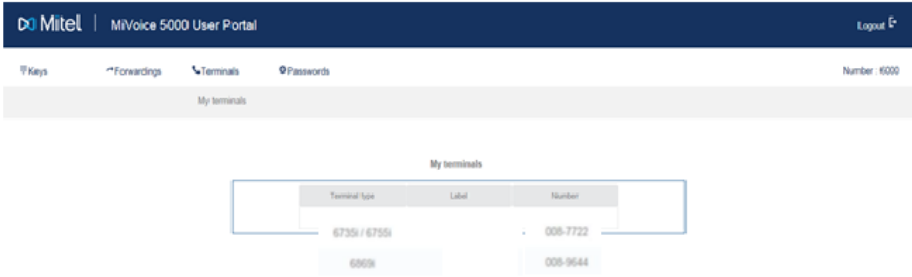 Mitel | MiVoice 5000 User Portal Logout
Keys Forwardings Terminals Passwords Number : 6000
My terminals
My terminals
Terminal type Label Number
6735i / 6755i - 008-7722
6869i 008-9644